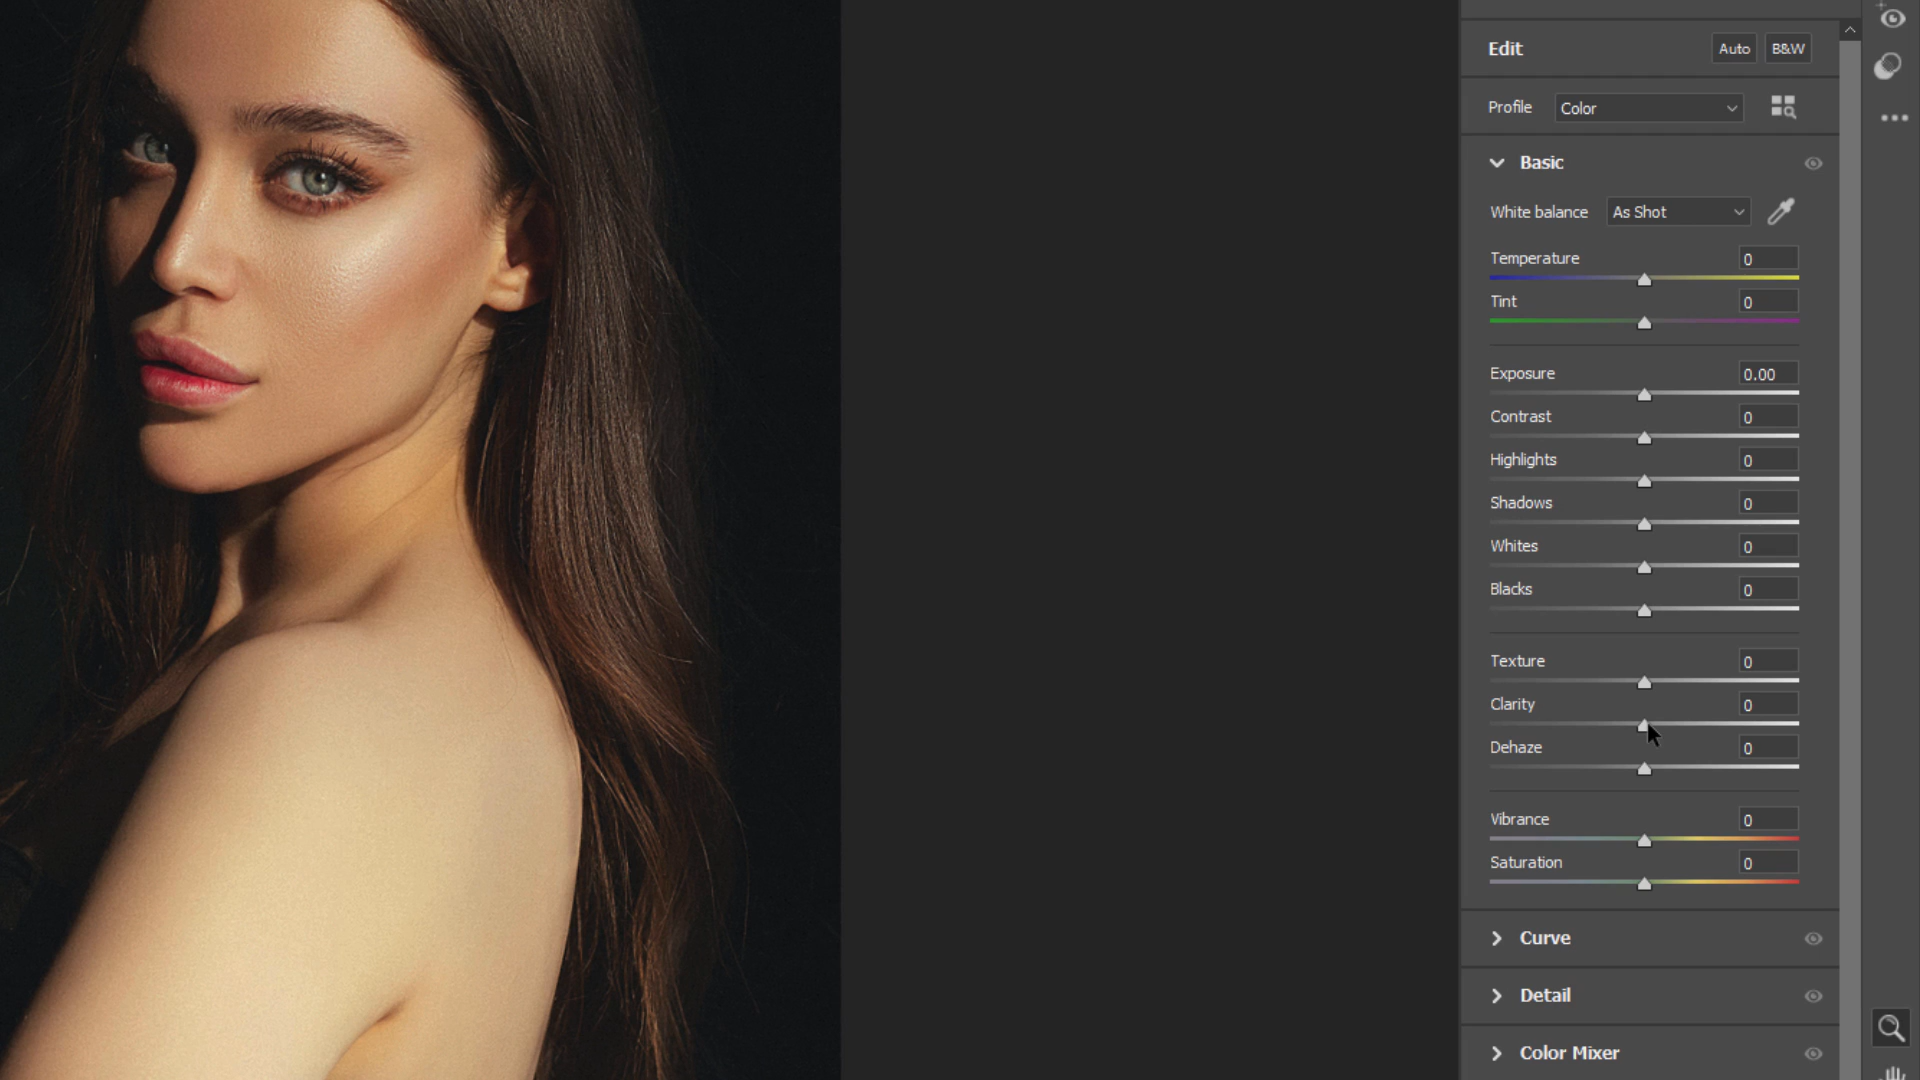 Edit Auto B&W
Profile Color
Basic
White balance As Shot
Temperature 0
Tint 0
Exposure 0.00
Contrast 0
Highlights 0
Shadows 0
Whites 0
Blacks 0
Texture 0
Clarity 0
Dehaze 0
Vibrance 0
Saturation 0
Curve
Detail
Color Mixer